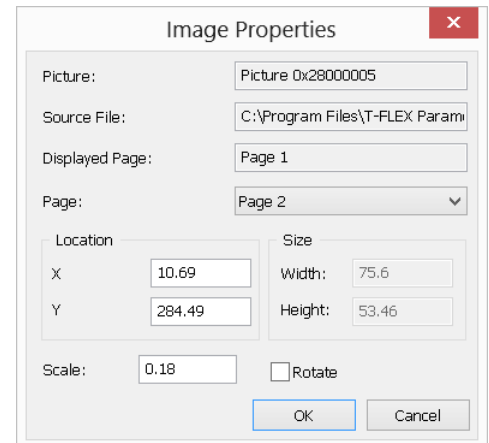 Image Properties
Picture: Picture 0x28000005
Source File: C:\Program Files\T-FLEX Param
Displayed Page: Page 1
Page: Page 2
Location Size
X 10.69 Width: 75.6
Y 284.49 Height: 53.46
Scale: 0.18 Rotate
OK Cancel